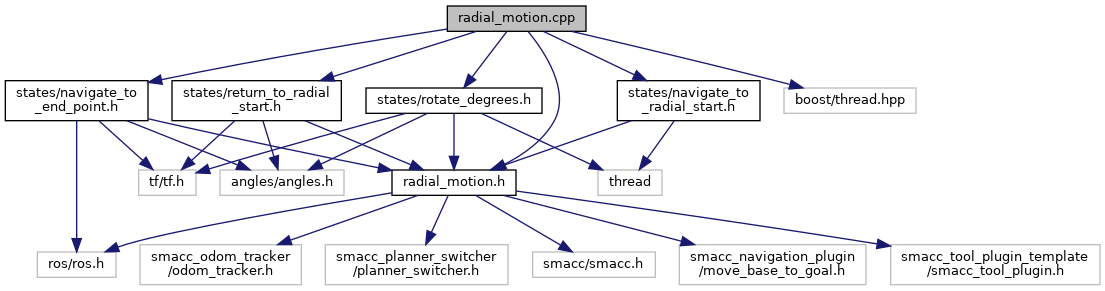 radial_motion.cpp
states/navigate_to
_end_point.h
states/return_to_radial
_start.h
states/rotate_degrees.h
states/navigate_to
_radial_start.h
boost/thread.hpp
tf/tf.h
angles/angles.h
radial_motion.h
thread
ros/ros.h
smacc_odom_tracker
/odom_tracker.h
smacc_planner_switcher
/planner_switcher.h
smacc/smacc.h
smacc_navigation_plugin
/move_base_to_goal.h
smacc_tool_plugin_template
/smacc_tool_plugin.h